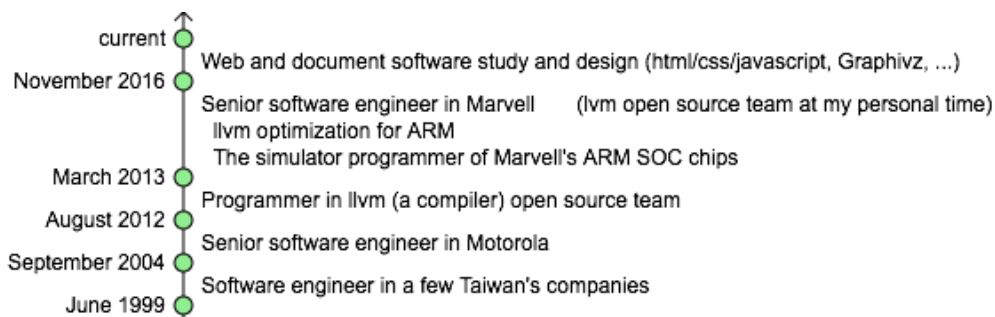 current
Web and document software study and design (html/css/javascript, Graphivz, ...)
November 2016
Senior software engineer in Marvell (lvm open source team at my personal time)
llvm optimization for ARM
The simulator programmer of Marvell's ARM SOC chips
March 2013
Programmer in llvm (a compiler) open source team
August 2012
Senior software engineer in Motorola
September 2004
Software engineer in a few Taiwan's companies
June 1999